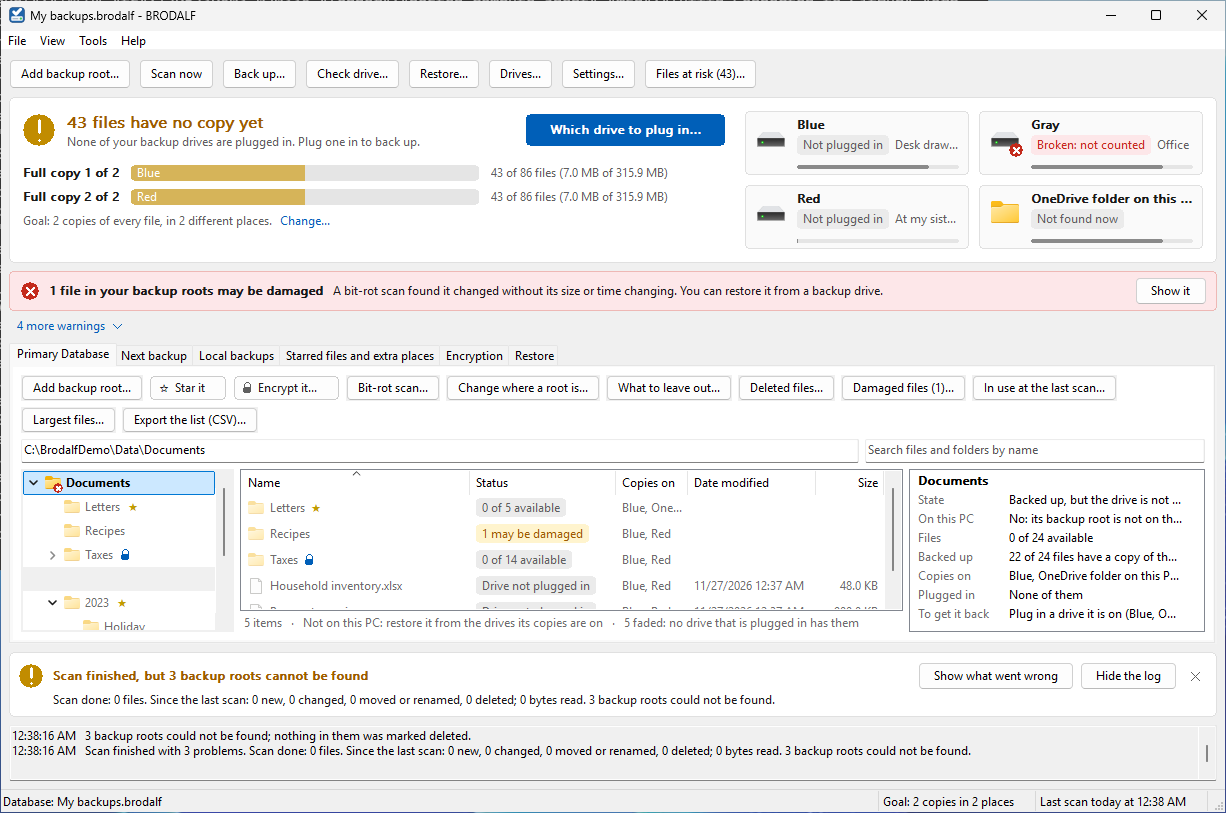 My backups.brodalf - BRODALF
File View Tools Help
Add backup root... Scan now Back up... Check drive... Restore... Drives... Settings... Files at risk (43)...
43 files have no copy yet
None of your backup drives are plugged in. Plug one in to back up.
Which drive to plug in...
Full copy 1 of 2 Blue 43 of 86 files (7.0 MB of 315.9 MB)
Full copy 2 of 2 Red 43 of 86 files (7.0 MB of 315.9 MB)
Goal: 2 copies of every file, in 2 different places. Change...
Blue
Not plugged in Desk draw...
Gray
Broken: not counted Office
Red
Not plugged in At my sist...
OneDrive folder on this ...
Not found now
1 file in your backup roots may be damaged A bit-rot scan found it changed without its size or time changing. You can restore it from a backup drive. Show it
4 more warnings
Primary Database Next backup Local backups Starred files and extra places Encryption Restore
Add backup root... Star it Encrypt it... Bit-rot scan... Change where a root is... What to leave out... Deleted files... Damaged files (1)... In use at the last scan...
Largest files... Export the list (CSV)...
C:\BrodalfDemo\Data\Documents Search files and folders by name
Documents
Letters
Recipes
Taxes
2023
Holiday
Name Status Copies on Date modified Size
Letters 0 of 5 available Blue, One...
Recipes 1 may be damaged Blue, Red
Taxes 0 of 14 available Blue, Red
Household inventory.xlsx Drive not plugged in Blue, Red 11/27/2026 12:37 AM 48.0 KB
5 items · Not on this PC: restore it from the drives its copies are on · 5 faded: no drive that is plugged in has them
Documents
State Backed up, but the drive is not ...
On this PC No: its backup root is not on th...
Files 0 of 24 available
Backed up 22 of 24 files have a copy of th...
Copies on Blue, OneDrive folder on this P...
Plugged in None of them
To get it back Plug in a drive it is on (Blue, O...
Scan finished, but 3 backup roots cannot be found
Scan done: 0 files. Since the last scan: 0 new, 0 changed, 0 moved or renamed, 0 deleted; 0 bytes read. 3 backup roots could not be found.
Show what went wrong Hide the log
12:38:16 AM 3 backup roots could not be found; nothing in them was marked deleted.
12:38:16 AM Scan finished with 3 problems. Scan done: 0 files. Since the last scan: 0 new, 0 changed, 0 moved or renamed, 0 deleted; 0 bytes read. 3 backup roots could not be found.
Database: My backups.brodalf Goal: 2 copies in 2 places Last scan today at 12:38 AM